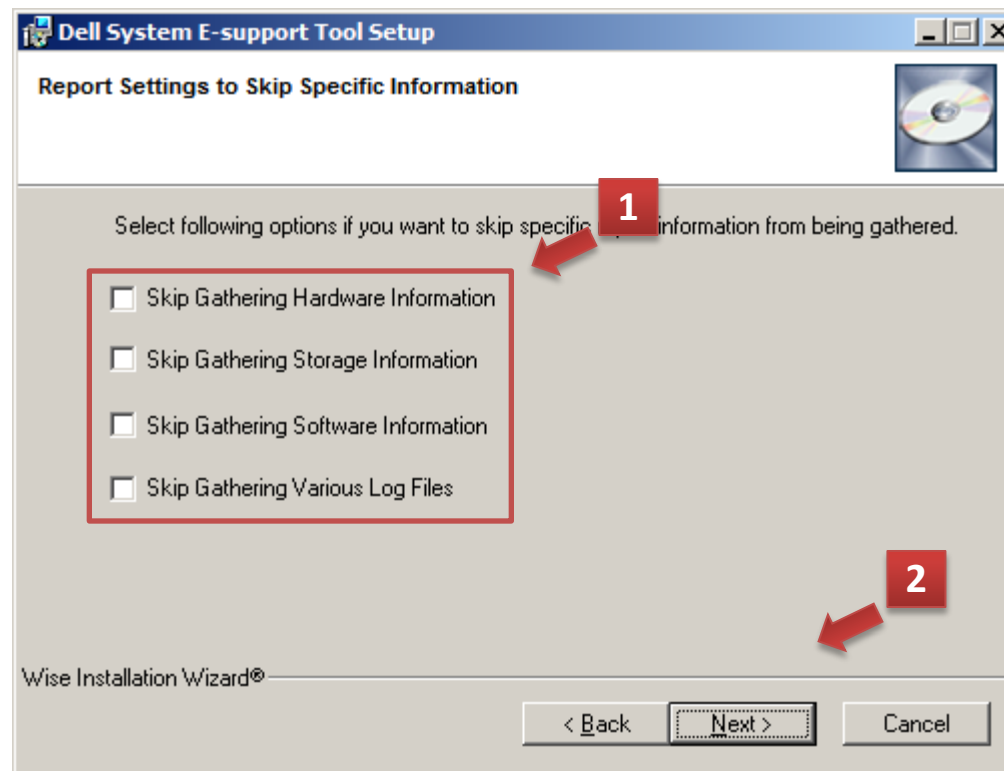 Dell System E-support Tool Setup
Report Settings to Skip Specific Information
1
Select following options if you want to skip specific information from being gathered.
Skip Gathering Hardware Information
Skip Gathering Storage Information
Skip Gathering Software Information
Skip Gathering Various Log Files
2
Wise Installation Wizard®
< Back
Next >
Cancel